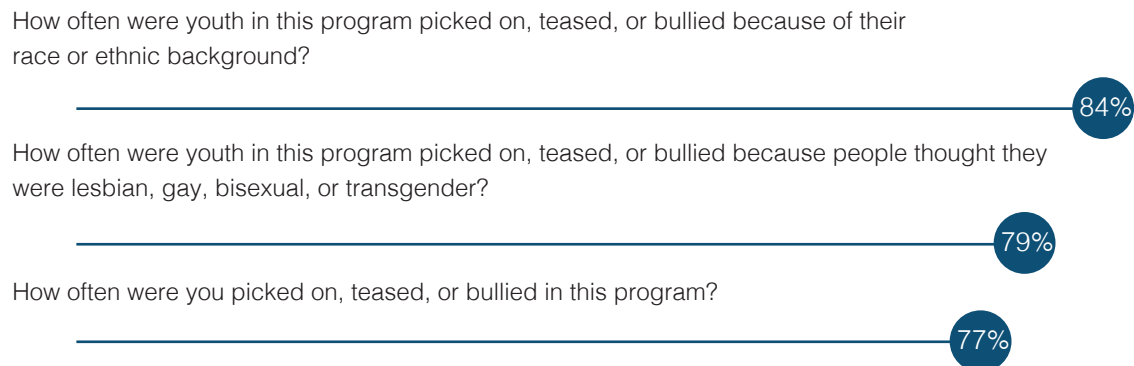 How often were youth in this program picked on, teased, or bullied because of their
race or ethnic background?
84%
How often were youth in this program picked on, teased, or bullied because people thought they
were lesbian, gay, bisexual, or transgender?
79%
How often were you picked on, teased, or bullied in this program?
77%